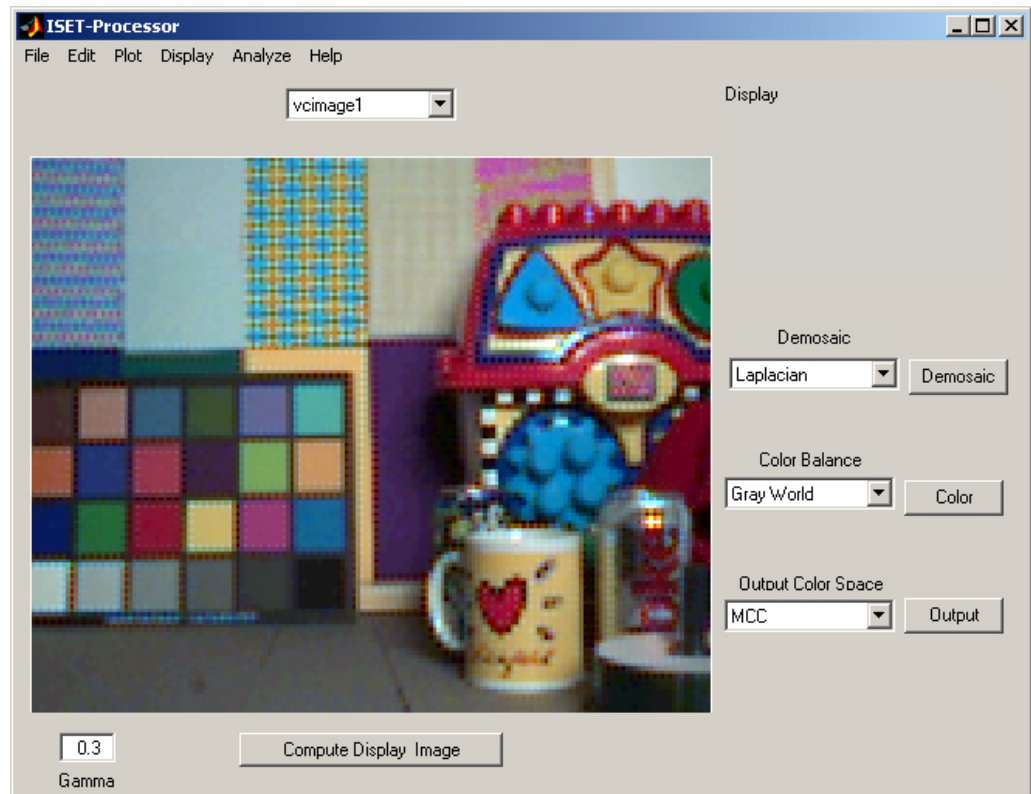 ISET-Processor
File Edit Plot Display Analyze Help
vcimage1
Display
Demosaic
Laplacian
Demosaic
Color Balance
Gray World
Color
Output Color Space
MCC
Output
0.3
Compute Display Image
Gamma